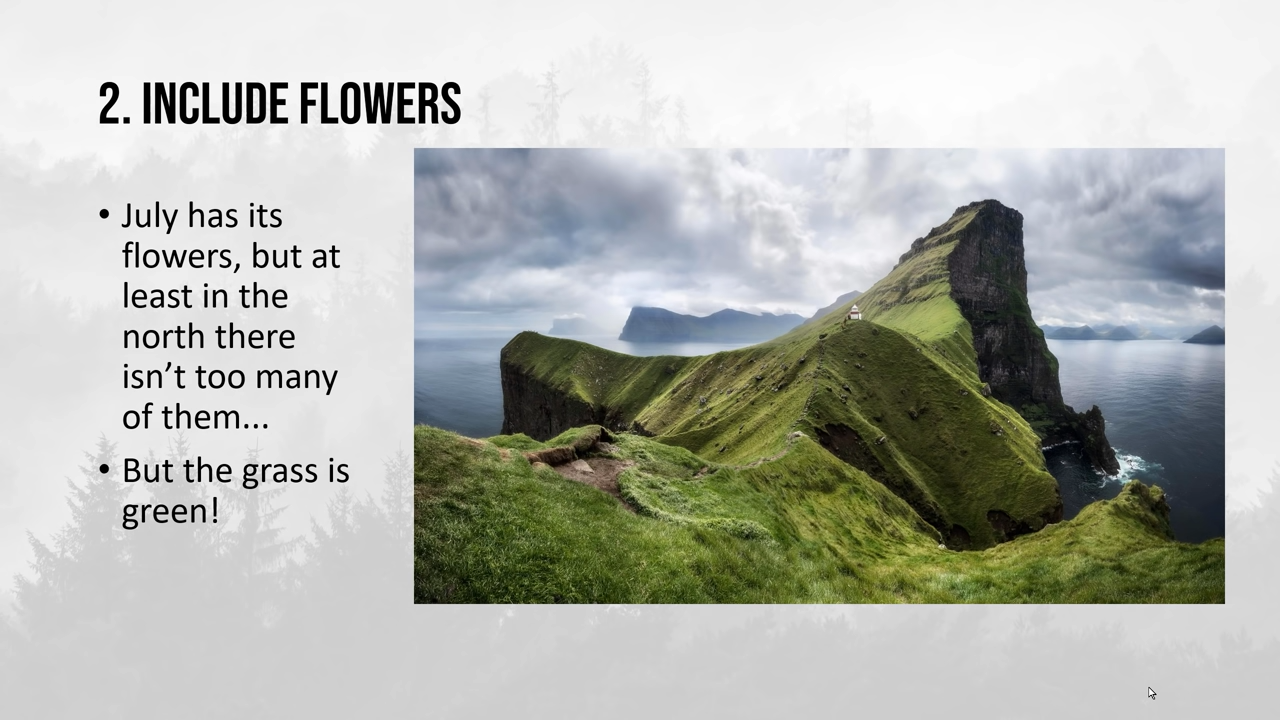 2. INCLUDE FLOWERS
• July has its
flowers, but at
least in the
north there
isn’t too many
of them...
• But the grass is
green!